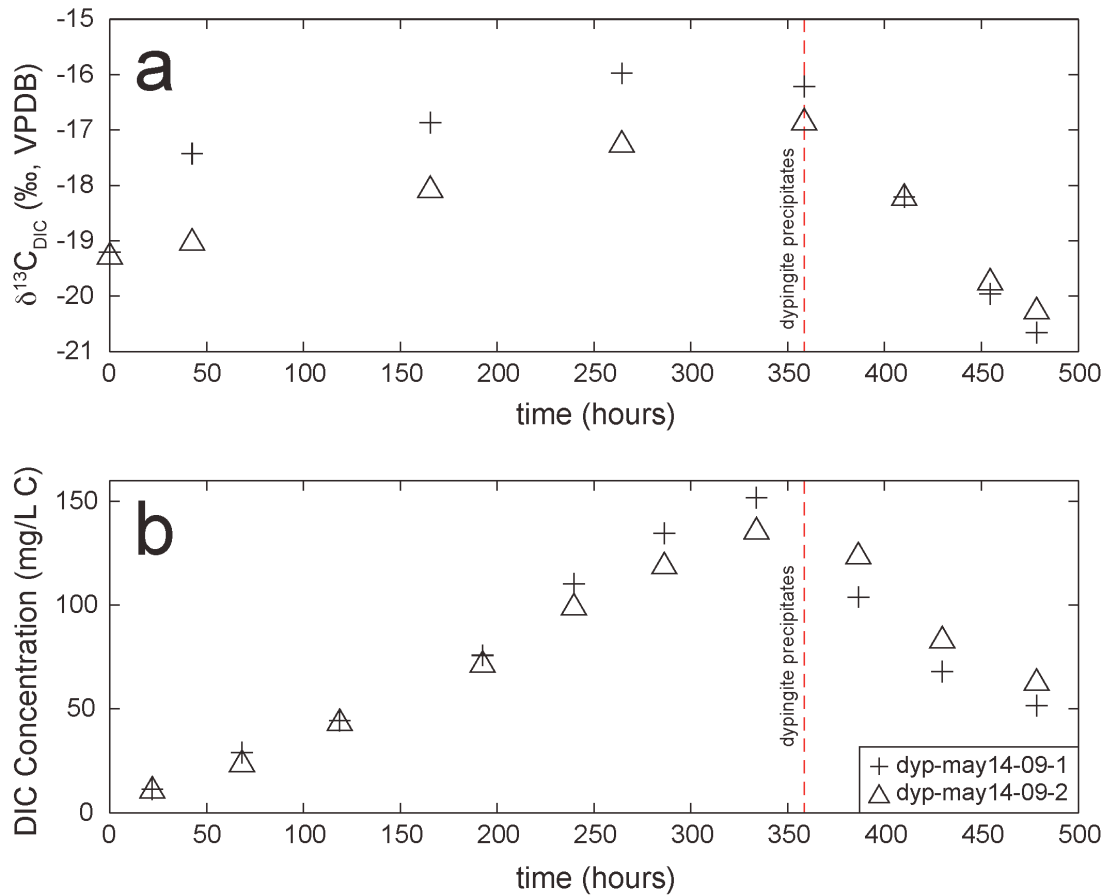 a
-15
-16
-17
-18
-19
-20
-21
δ¹³C_DIC (‰, VPDB)
dypingite precipitates
0 50 100 150 200 250 300 350 400 450 500
time (hours)
b
150
100
50
0
DIC Concentration (mg/L C)
dypingite precipitates
dyp-may14-09-1
dyp-may14-09-2
0 50 100 150 200 250 300 350 400 450 500
time (hours)